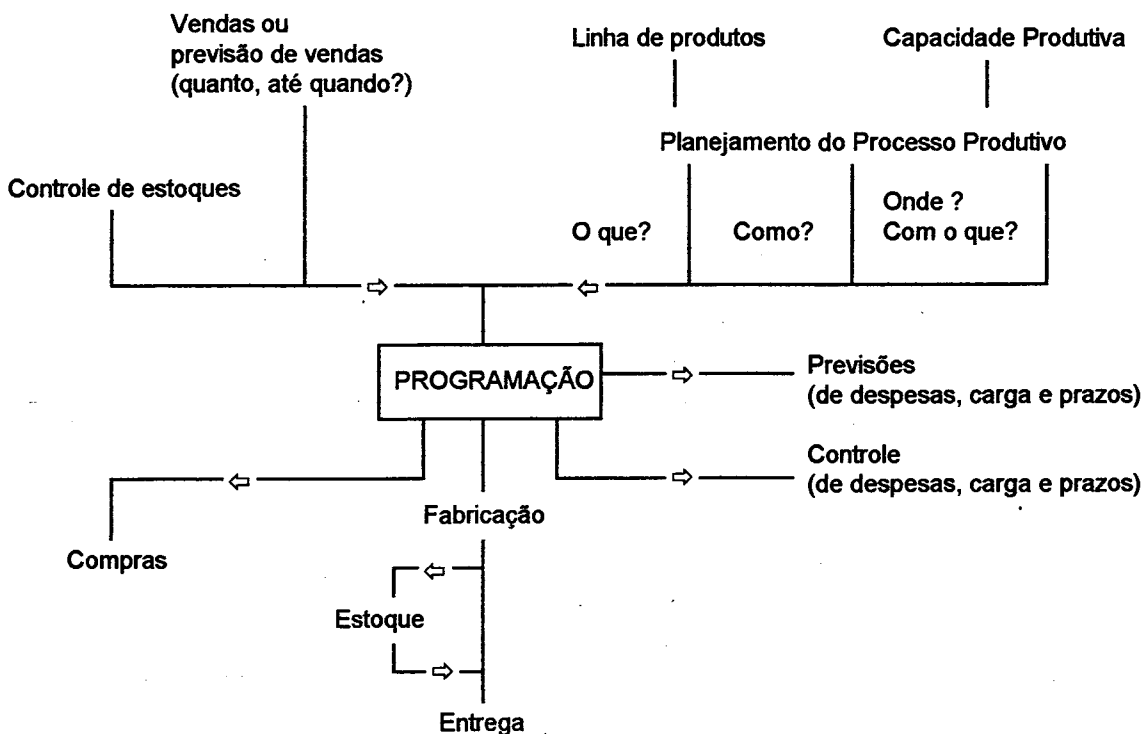 Vendas ou
previsão de vendas
(quanto, até quando?)
Linha de produtos
Capacidade Produtiva
Planejamento do Processo Produtivo
Controle de estoques
O que?
Como?
Onde ?
Com o que?
PROGRAMAÇÃO
Previsões
(de despesas, carga e prazos)
Controle
(de despesas, carga e prazos)
Fabricação
Compras
Estoque
Entrega